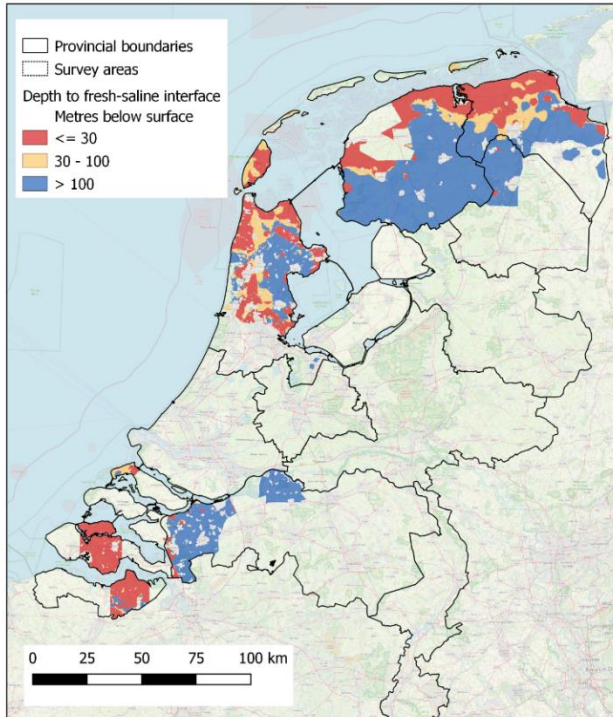 Provincial boundaries
Survey areas
Depth to fresh-saline interface
Metres below surface
<= 30
30 - 100
> 100
0 25 50 75 100 km